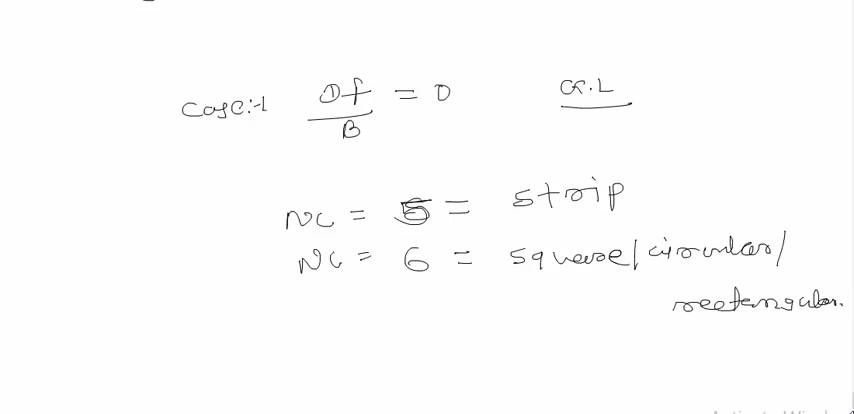 Case:-1 Df/B = 0 G.L
Nc = 5 = strip
Nc = 6 = square/circular/
rectangular.